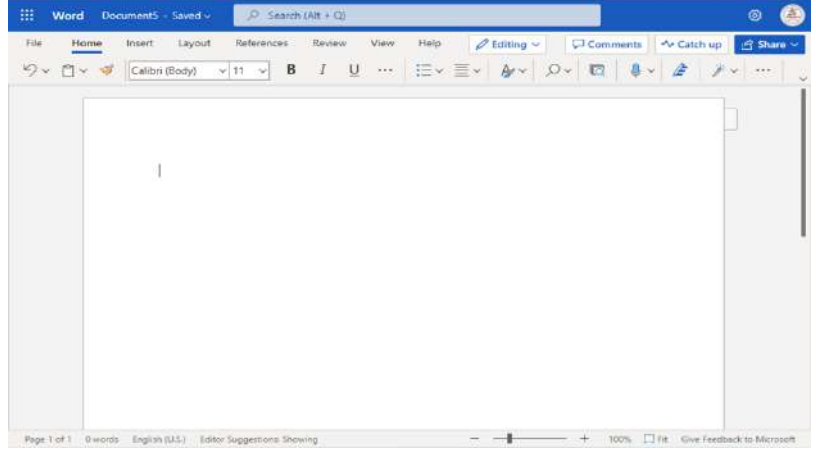 Word Document5 - Saved Search (Alt + Q)
File Home Insert Layout References Review View Help Editing Comments Catch up Share
Calibri (Body) 11 B I U ...
Page 1 of 1 0 words English (U.S.) Editor Suggestions: Showing 100% Fit Give Feedback to Microsoft